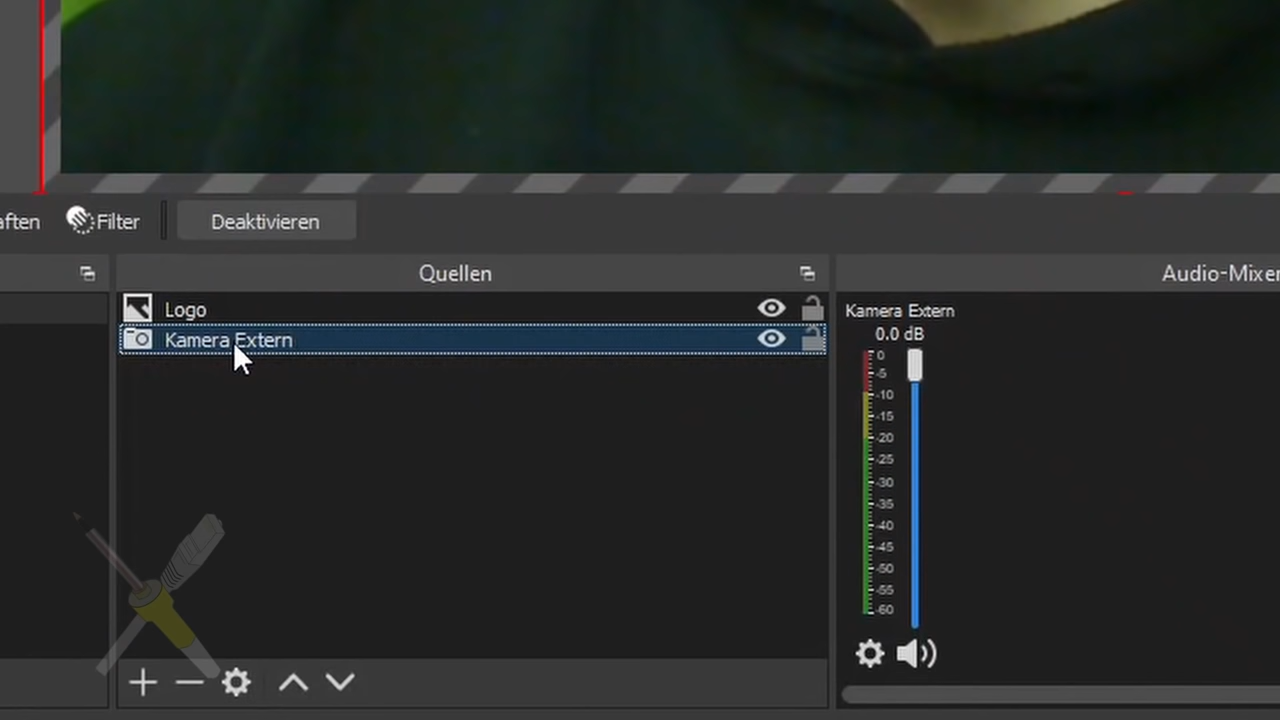 aften
Filter
Deaktivieren
Quellen
Audio-Mixer
Logo
Kamera Extern
Kamera Extern
0.0 dB
0
-5
-10
-15
-20
-25
-30
-35
-40
-45
-50
-55
-60